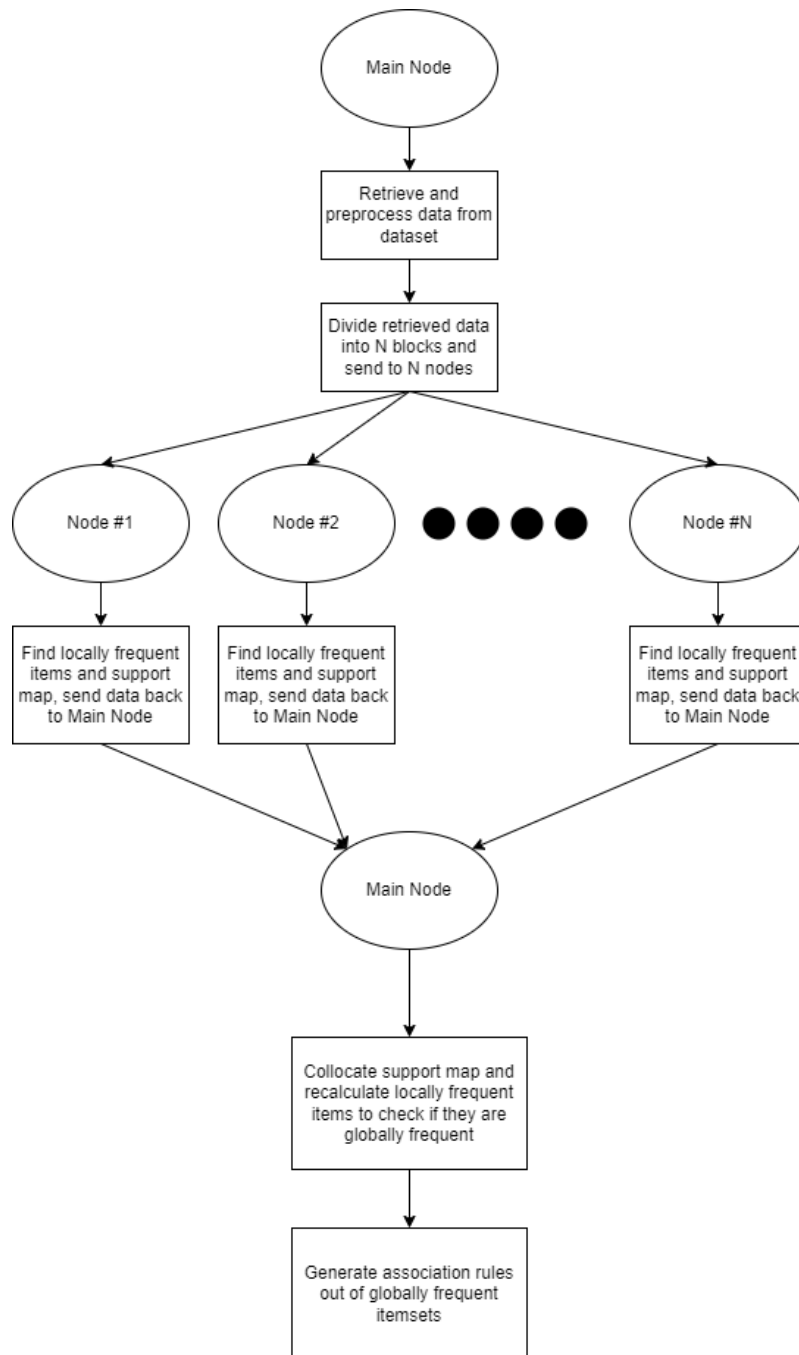 Main Node
Retrieve and
preprocess data from
dataset
Divide retrieved data
into N blocks and
send to N nodes
Node #1
Node #2
Node #N
Find locally frequent
items and support
map, send data back
to Main Node
Find locally frequent
items and support
map, send data back
to Main Node
Find locally frequent
items and support
map, send data back
to Main Node
Main Node
Collocate support map and
recalculate locally frequent
items to check if they are
globally frequent
Generate association rules
out of globally frequent
itemsets